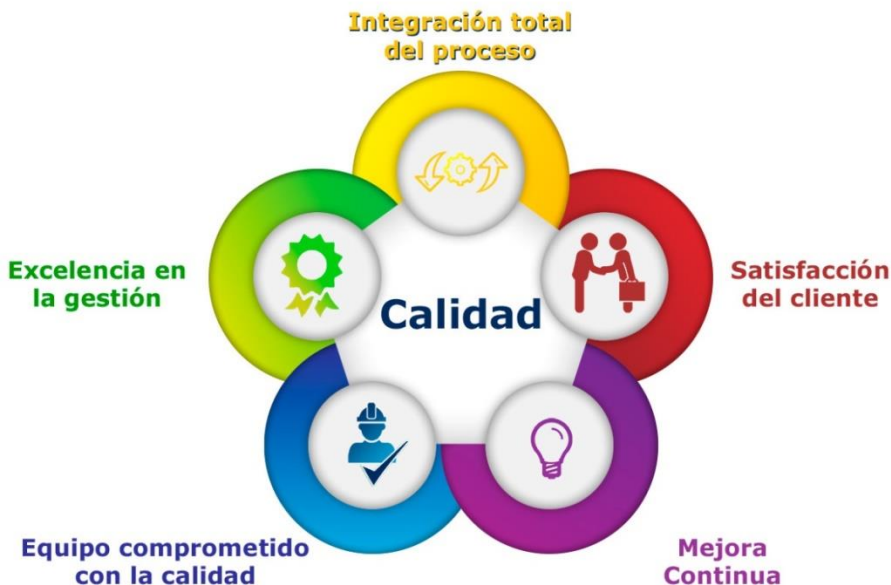 Integración total
del proceso
Excelencia en
la gestión
Calidad
Satisfacción
del cliente
Equipo comprometido
con la calidad
Mejora
Continua